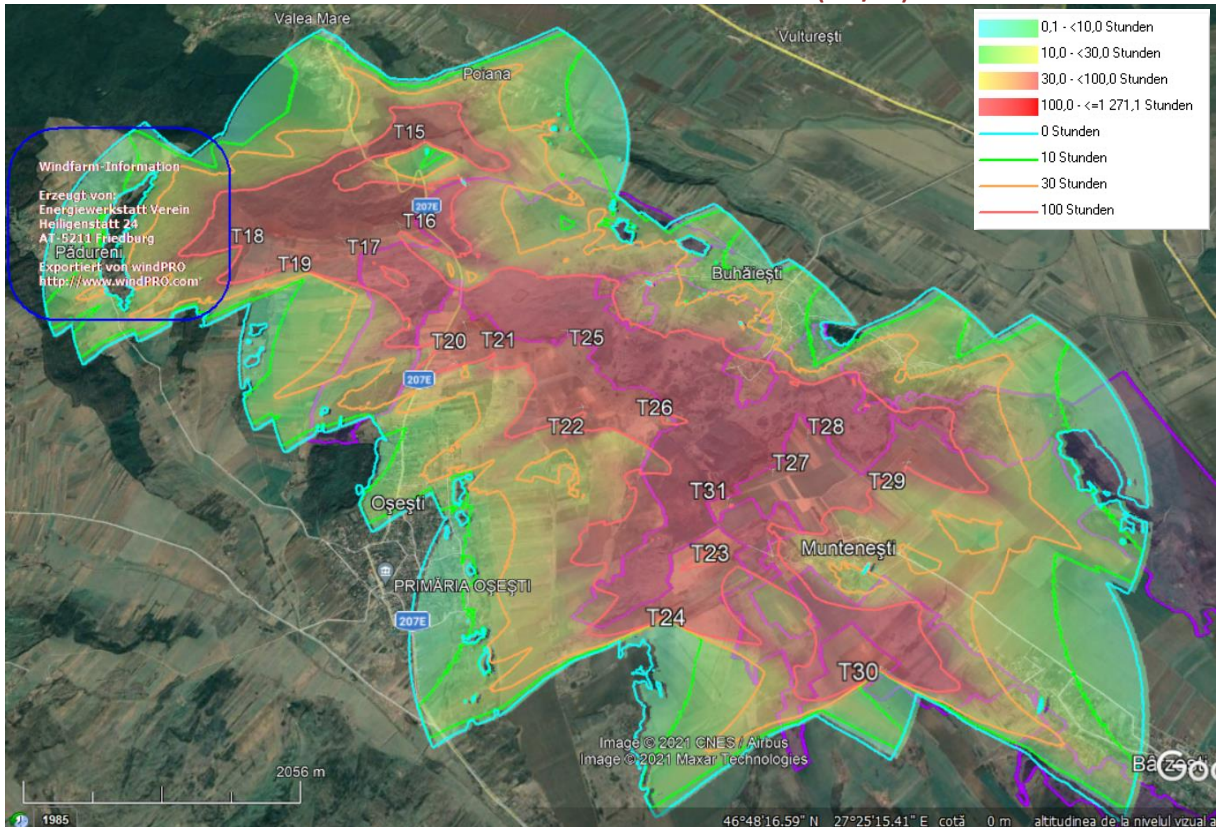 Valea Mare
Vulturești
Poiana
0,1 - <10,0 Stunden
10,0 - <30,0 Stunden
30,0 - <100,0 Stunden
100,0 - <=1 271,1 Stunden
0 Stunden
10 Stunden
30 Stunden
100 Stunden
Windfarm-Information
Erzeugt von:
Energiewerkstatt Verein
Heiligenstatt 24
AT-5211 Friedburg
Pădureni
Exportiert von windPRO
http://www.windPRO.com
T15
207E
T16
T17
T18
T19
Buhăiești
T20
T21
T25
207E
T26
T22
T28
T27
T29
T31
Oșești
T23
Muntenești
PRIMĂRIA OȘEȘTI
207E
T24
T30
Image © 2021 CNES / Airbus
Image © 2021 Maxar Technologies
2056 m
1985
46°48'16.59" N 27°25'15.41" E cotă 0 m altitudinea de la nivelul vizual